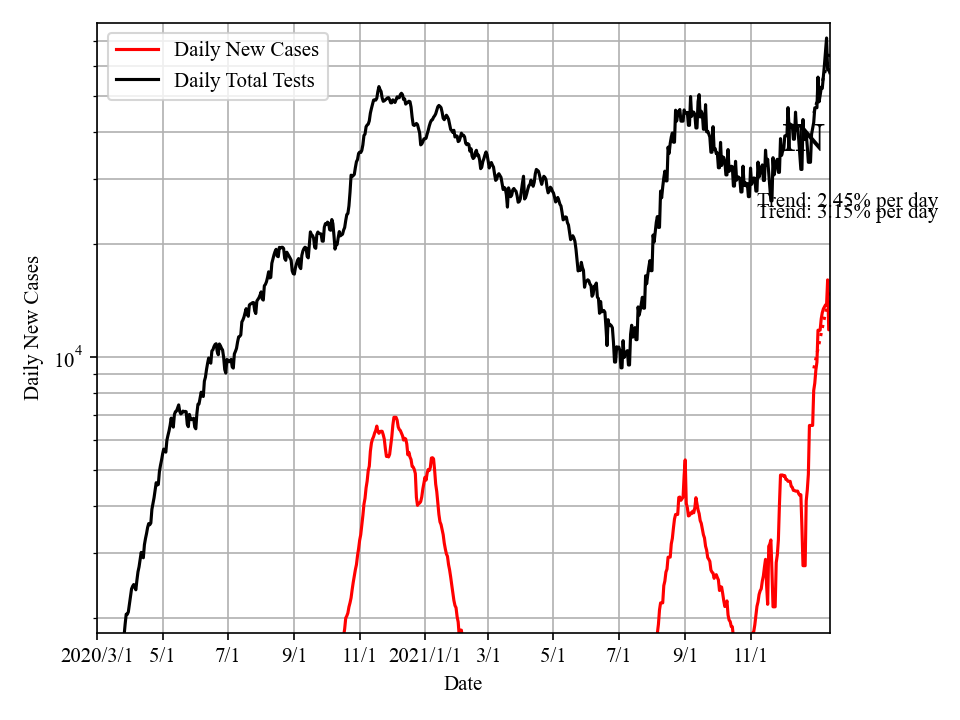 Daily New Cases
Daily Total Tests
IN
Trend: 2.45% per day
Trend: 3.15% per day
Daily New Cases
10^4
2020/3/1 5/1 7/1 9/1 11/1 2021/1/1 3/1 5/1 7/1 9/1 11/1
Date